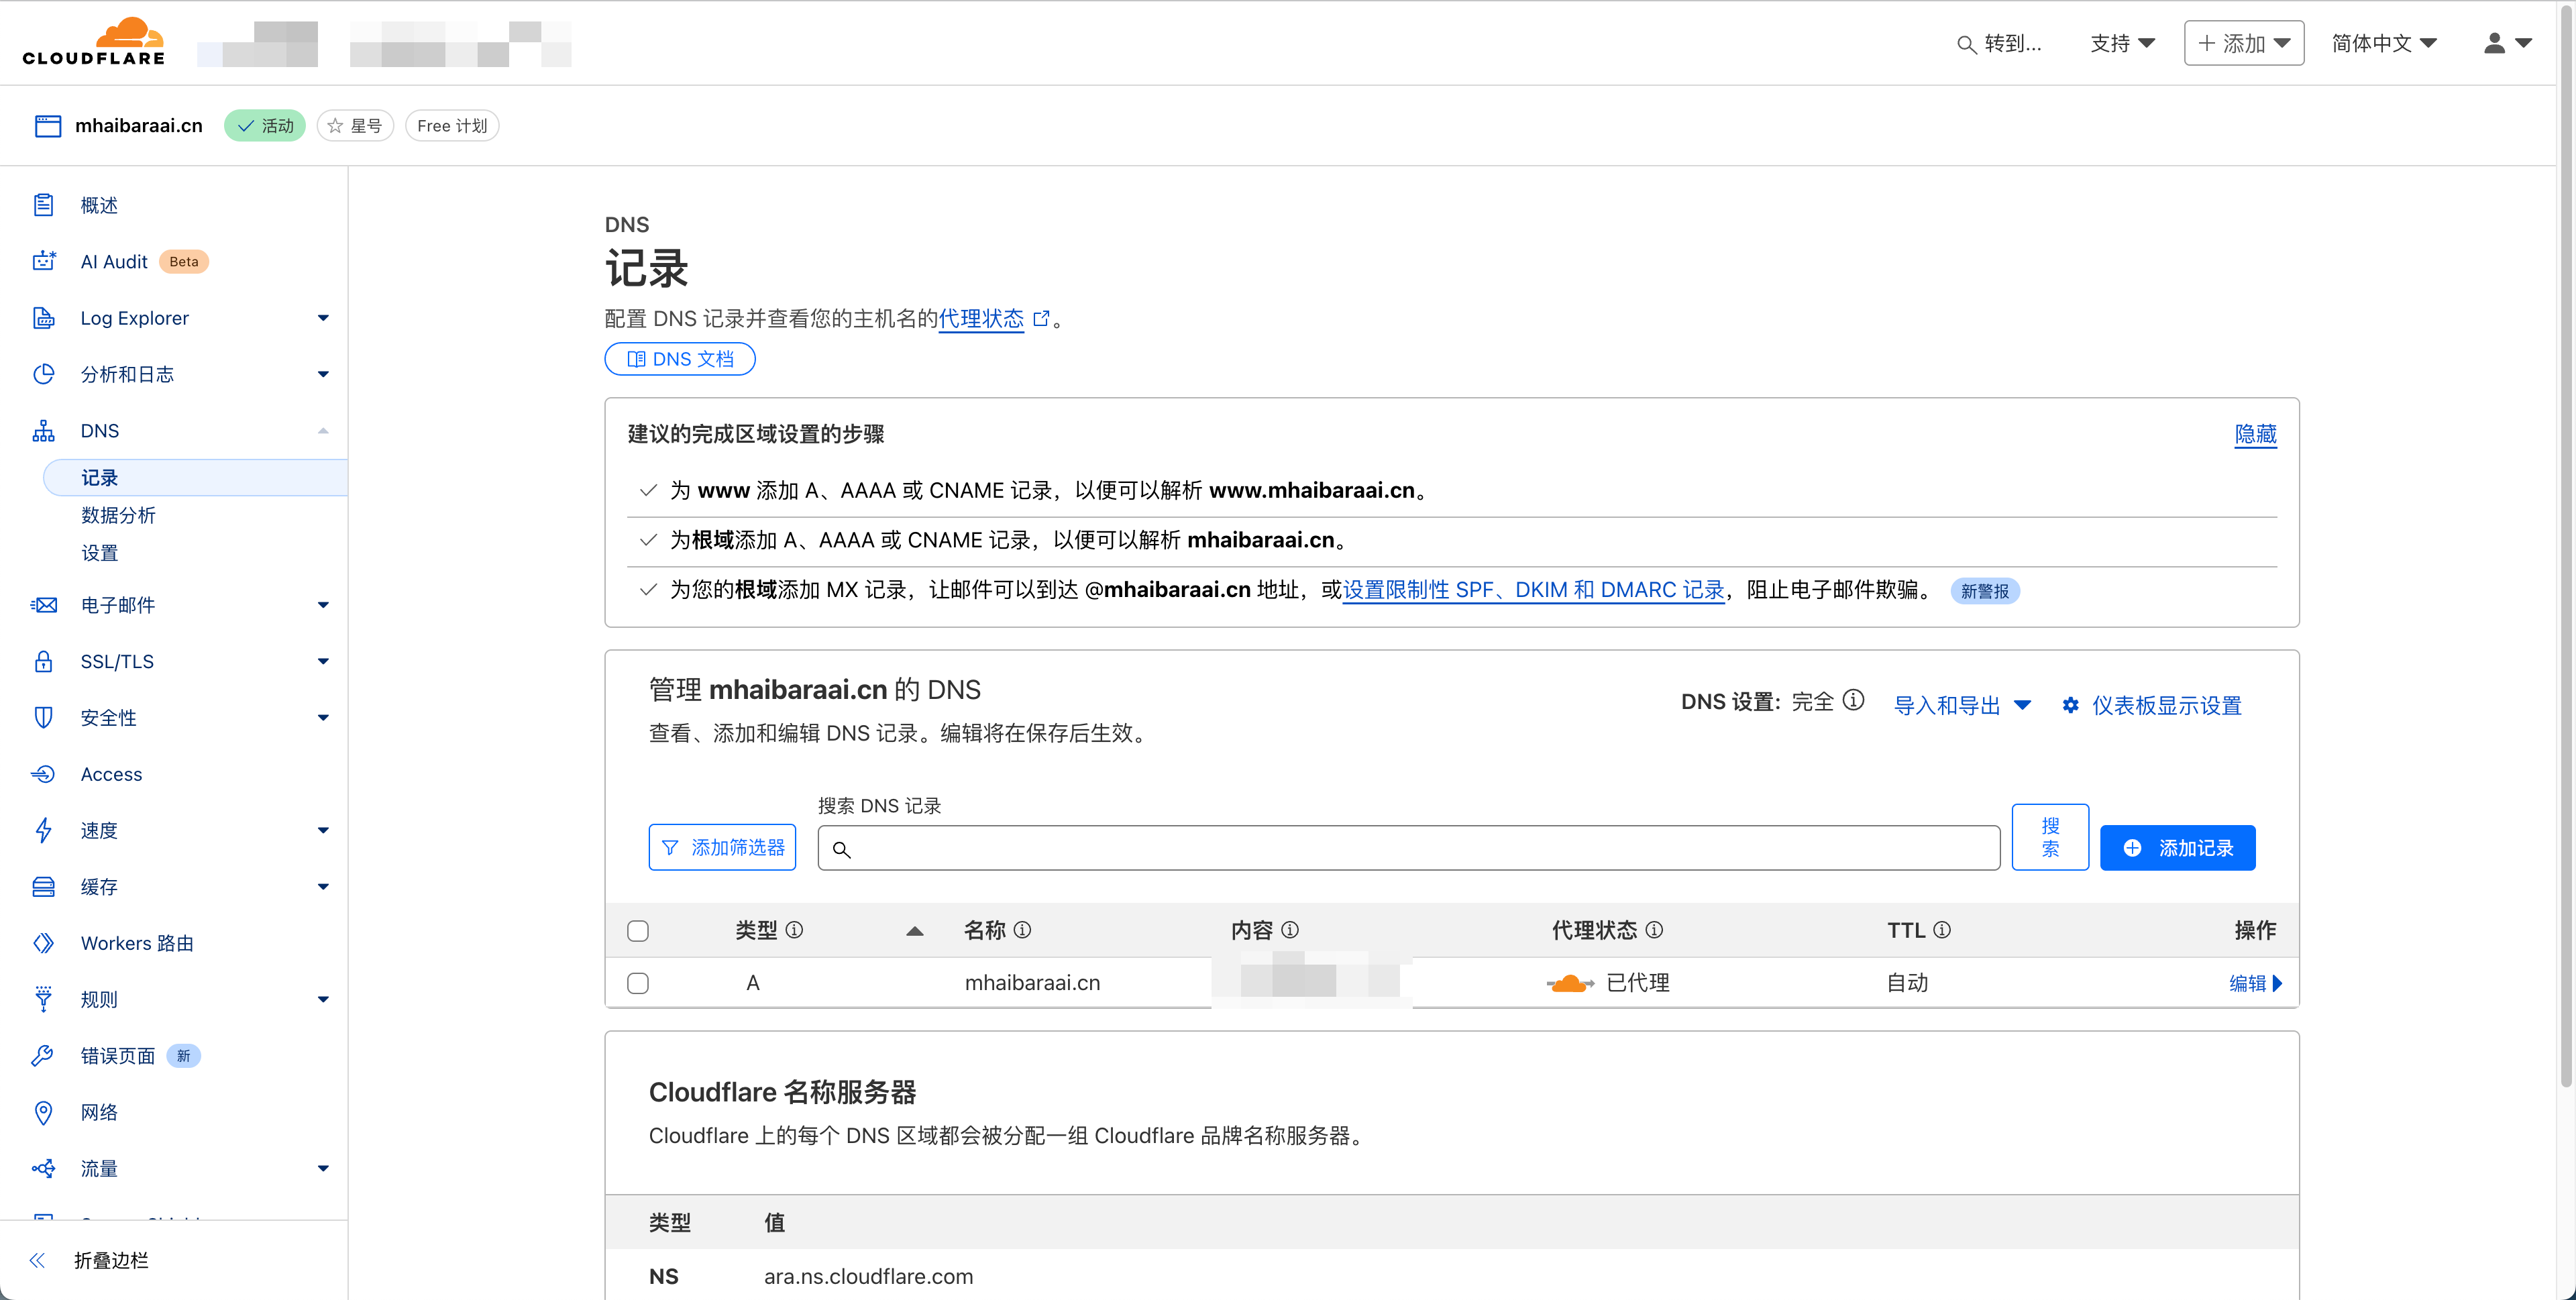 CLOUDFLARE
转到...
支持
添加
简体中文
mhaibaraai.cn
活动
星号
Free 计划
概述
AI Audit Beta
Log Explorer
分析和日志
DNS
记录
数据分析
设置
电子邮件
SSL/TLS
安全性
Access
速度
缓存
Workers 路由
规则
错误页面 新
网络
流量
折叠边栏
DNS
记录
配置 DNS 记录并查看您的主机名的代理状态。
DNS 文档
建议的完成区域设置的步骤
隐藏
为 www 添加 A、AAAA 或 CNAME 记录，以便可以解析 www.mhaibaraai.cn。
为根域添加 A、AAAA 或 CNAME 记录，以便可以解析 mhaibaraai.cn。
为您的根域添加 MX 记录，让邮件可以到达 @mhaibaraai.cn 地址，或设置限制性 SPF、DKIM 和 DMARC 记录，阻止电子邮件欺骗。 新警报
管理 mhaibaraai.cn 的 DNS
查看、添加和编辑 DNS 记录。编辑将在保存后生效。
DNS 设置: 完全
导入和导出
仪表板显示设置
搜索 DNS 记录
添加筛选器
搜
索
添加记录
类型 名称 内容 代理状态 TTL 操作
A mhaibaraai.cn 已代理 自动 编辑
Cloudflare 名称服务器
Cloudflare 上的每个 DNS 区域都会被分配一组 Cloudflare 品牌名称服务器。
类型 值
NS ara.ns.cloudflare.com